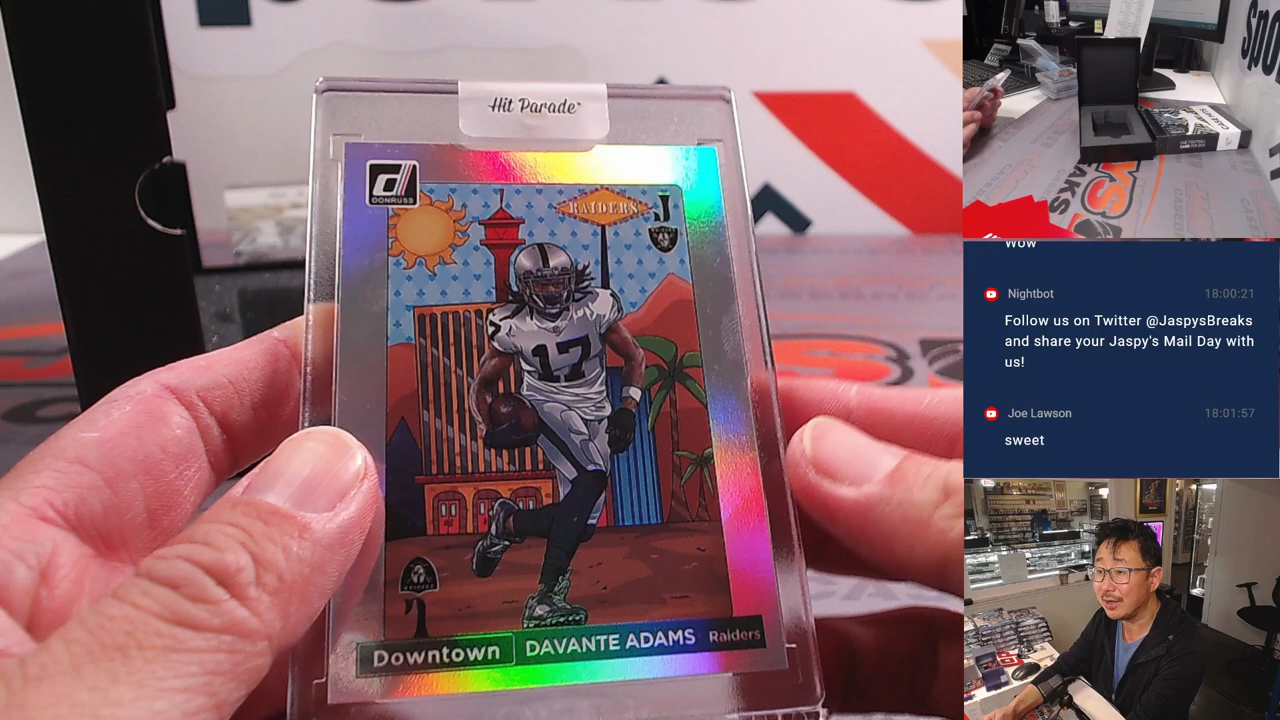 Hit Parade
DONRUSS
RAIDERS
J
17
Downtown DAVANTE ADAMS Raiders
Wow
Nightbot 18:00:21
Follow us on Twitter @JaspysBreaks
and share your Jaspy's Mail Day with
us!
Joe Lawson 18:01:57
sweet